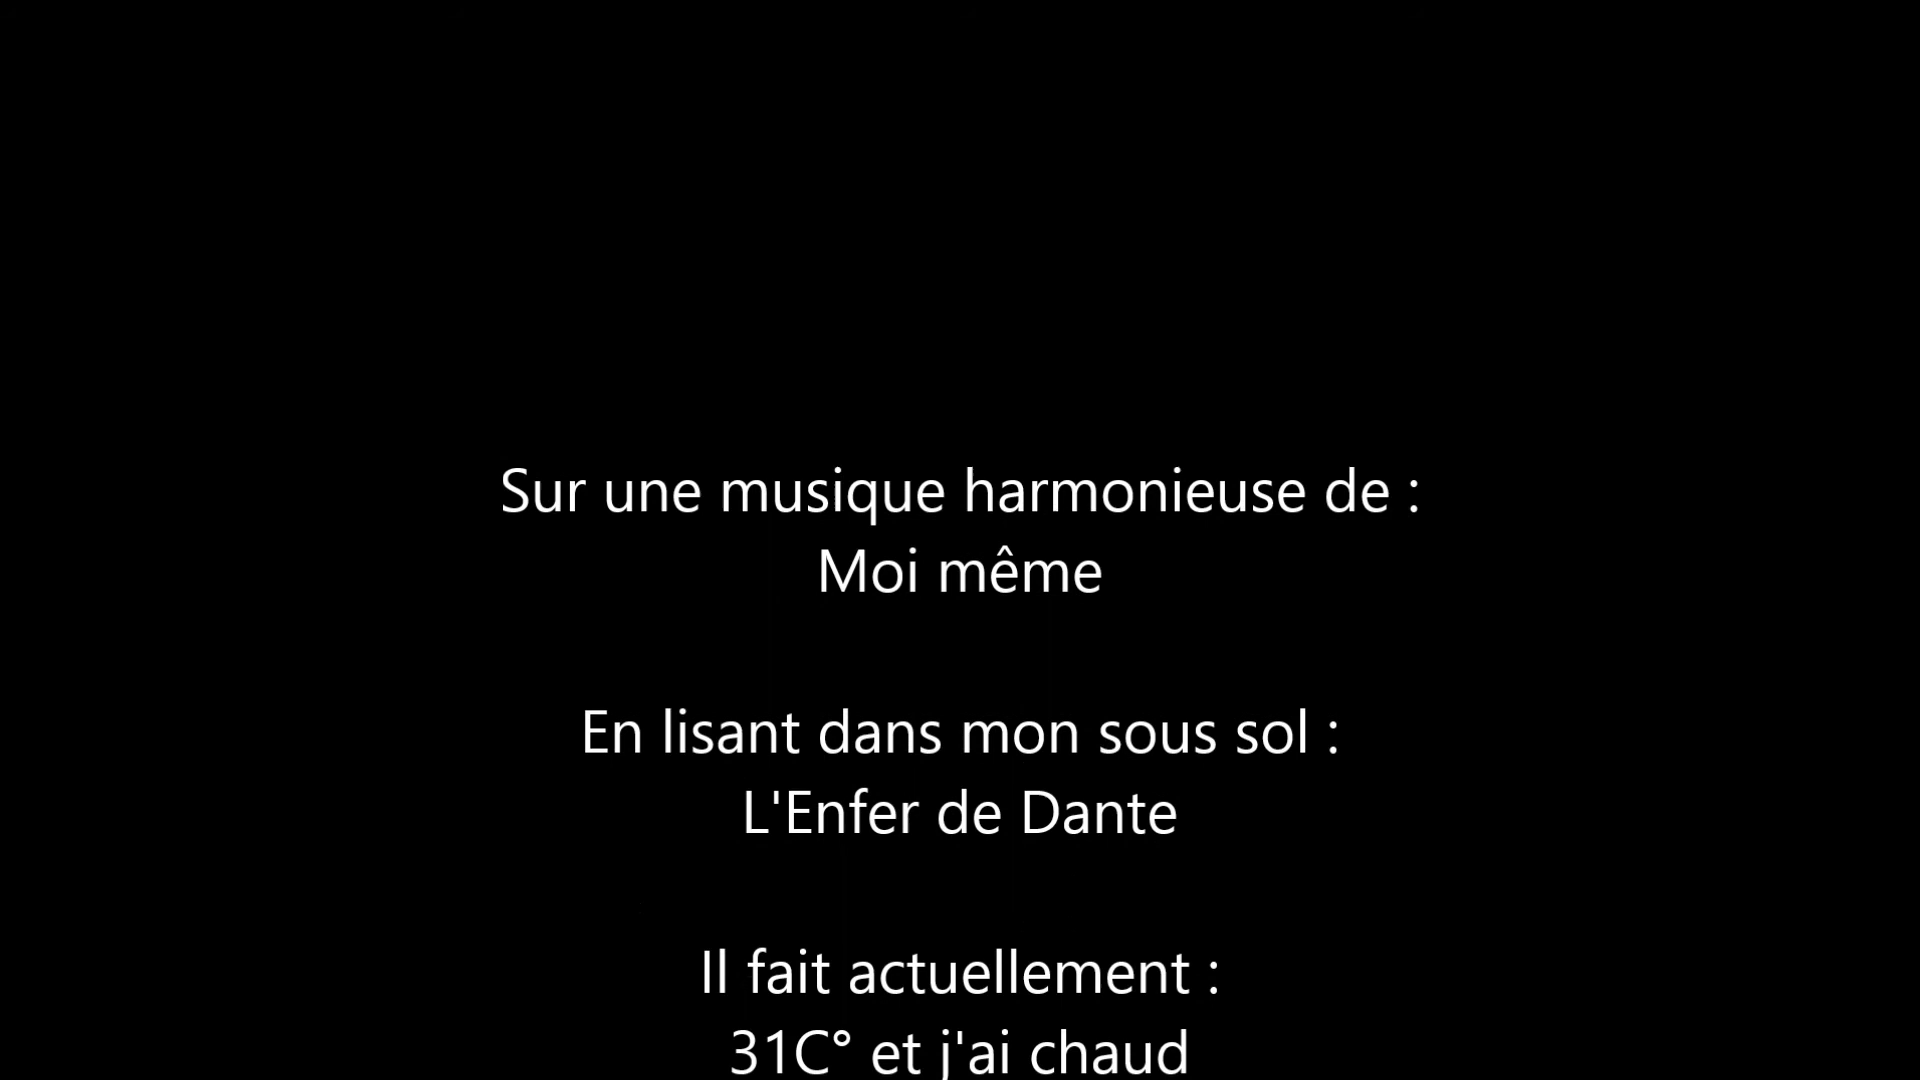 Sur une musique harmonieuse de :
Moi même
En lisant dans mon sous sol :
L'Enfer de Dante
Il fait actuellement :
31C° et j'ai chaud